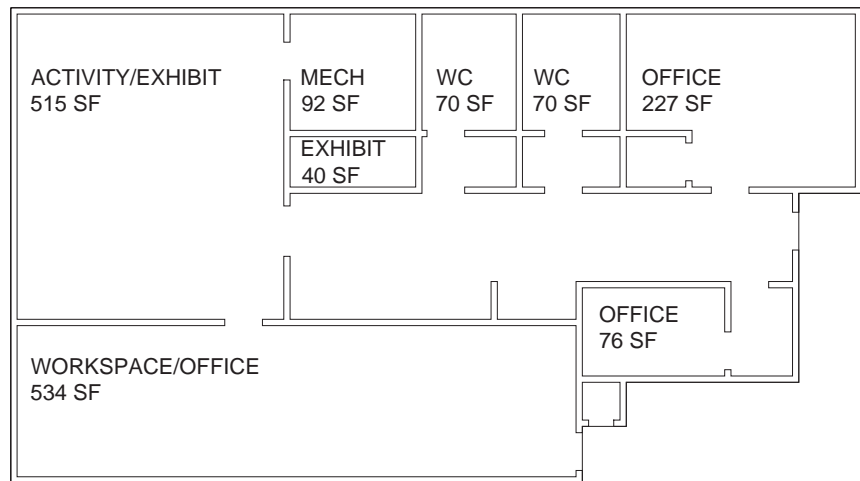 ACTIVITY/EXHIBIT
515 SF
MECH
92 SF
WC
70 SF
WC
70 SF
OFFICE
227 SF
EXHIBIT
40 SF
OFFICE
76 SF
WORKSPACE/OFFICE
534 SF